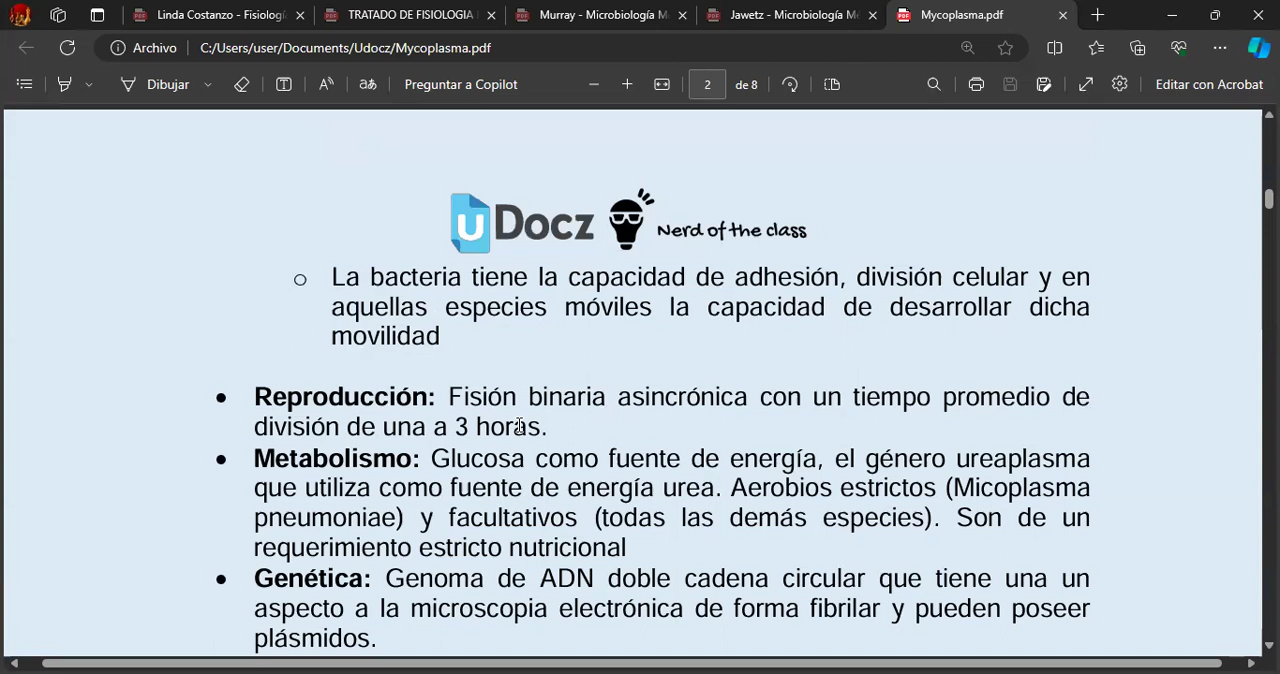 Linda Costanzo - Fisiologí
TRATADO DE FISIOLOGIA
Murray - Microbiología M
Jawetz - Microbiología Mé
Mycoplasma.pdf
Archivo
C:/Users/user/Documents/Udocz/Mycoplasma.pdf
Dibujar
Preguntar a Copilot
2
de 8
Editar con Acrobat
uDocz Nerd of the class
o La bacteria tiene la capacidad de adhesión, división celular y en
aquellas especies móviles la capacidad de desarrollar dicha
movilidad
• Reproducción: Fisión binaria asincrónica con un tiempo promedio de
división de una a 3 horas.
• Metabolismo: Glucosa como fuente de energía, el género ureaplasma
que utiliza como fuente de energía urea. Aerobios estrictos (Micoplasma
pneumoniae) y facultativos (todas las demás especies). Son de un
requerimiento estricto nutricional
• Genética: Genoma de ADN doble cadena circular que tiene una un
aspecto a la microscopia electrónica de forma fibrilar y pueden poseer
plásmidos.